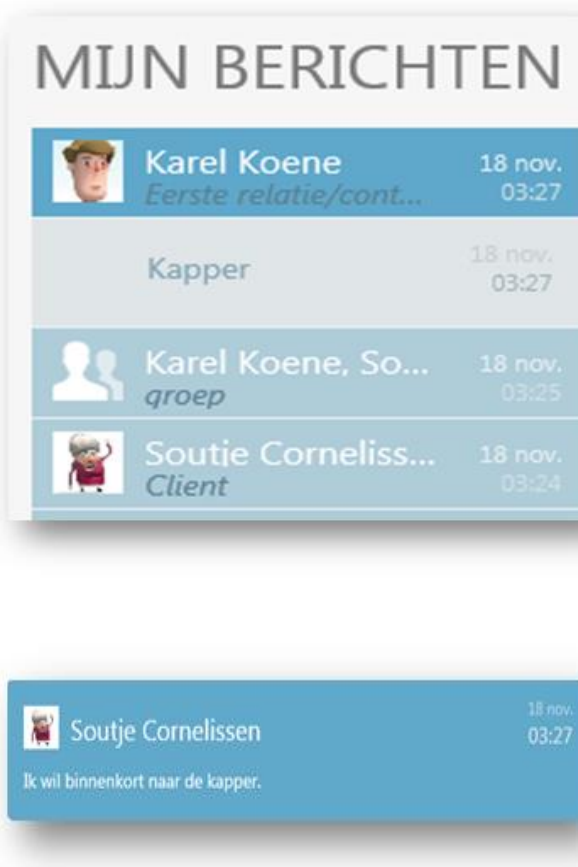 MIJN BERICHTEN
Karel Koene 18 nov.
Eerste relatie/cont... 03:27
Kapper 18 nov.
03:27
Karel Koene, So... 18 nov.
groep 03:25
Soutje Corneliss... 18 nov.
Client 03:24
Soutje Cornelissen 18 nov.
03:27
Ik wil binnenkort naar de kapper.